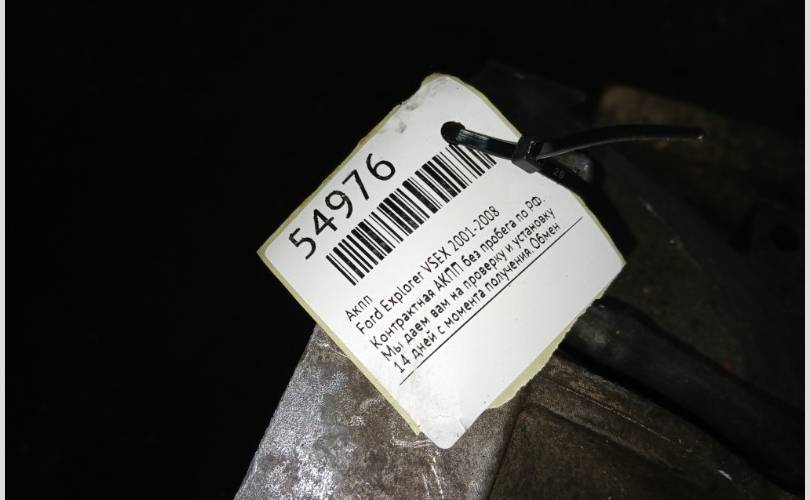 54976
Акпп
Ford Explorer VSEX 2001-2008
Контрактная АКПП без пробега по РФ.
Мы даем вам на проверку и установку
14 дней с момента получения.Обмен